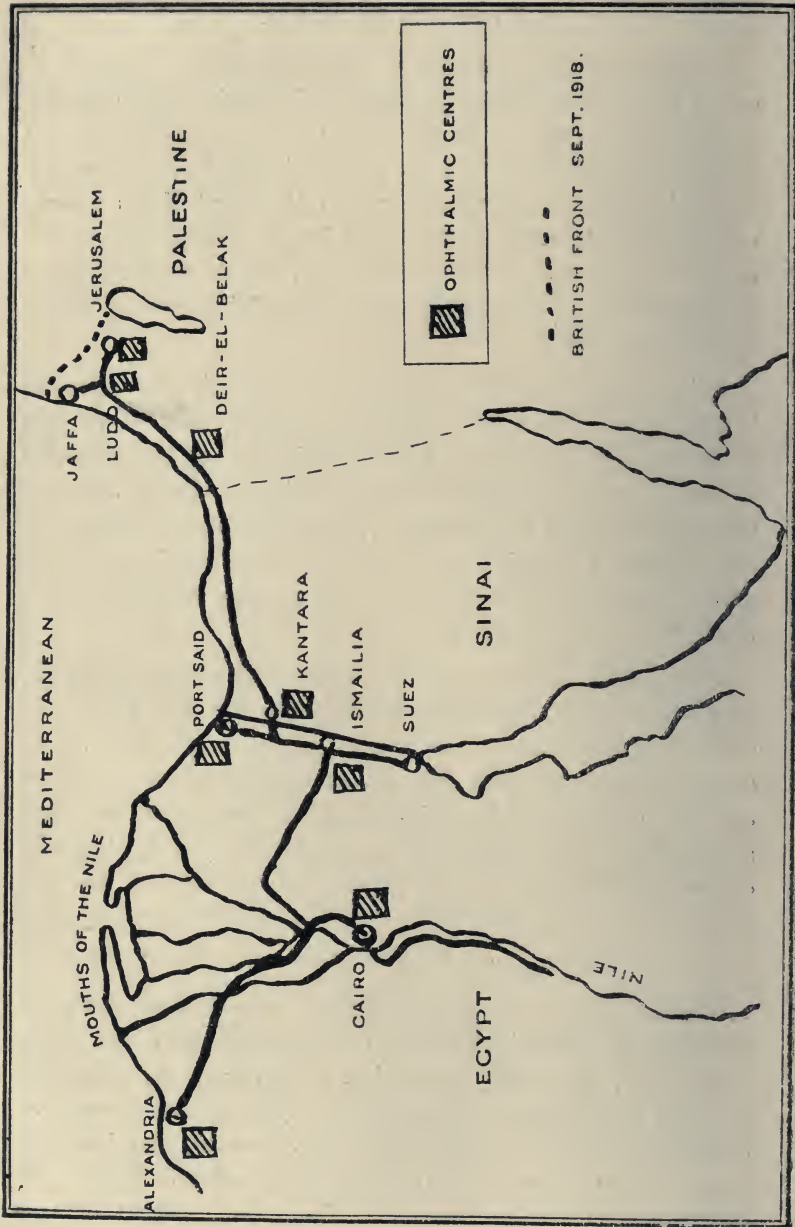 MEDITERRANEAN
MOUTHS OF THE NILE
ALEXANDRIA
PORT SAID
KANTARA
ISMAILIA
SUEZ
CAIRO
EGYPT
NILE
SINAI
JAFFA
LUDD
JERUSALEM
PALESTINE
DEIR-EL-BELAK
OPHTHALMIC CENTRES
BRITISH FRONT SEPT. 1918.